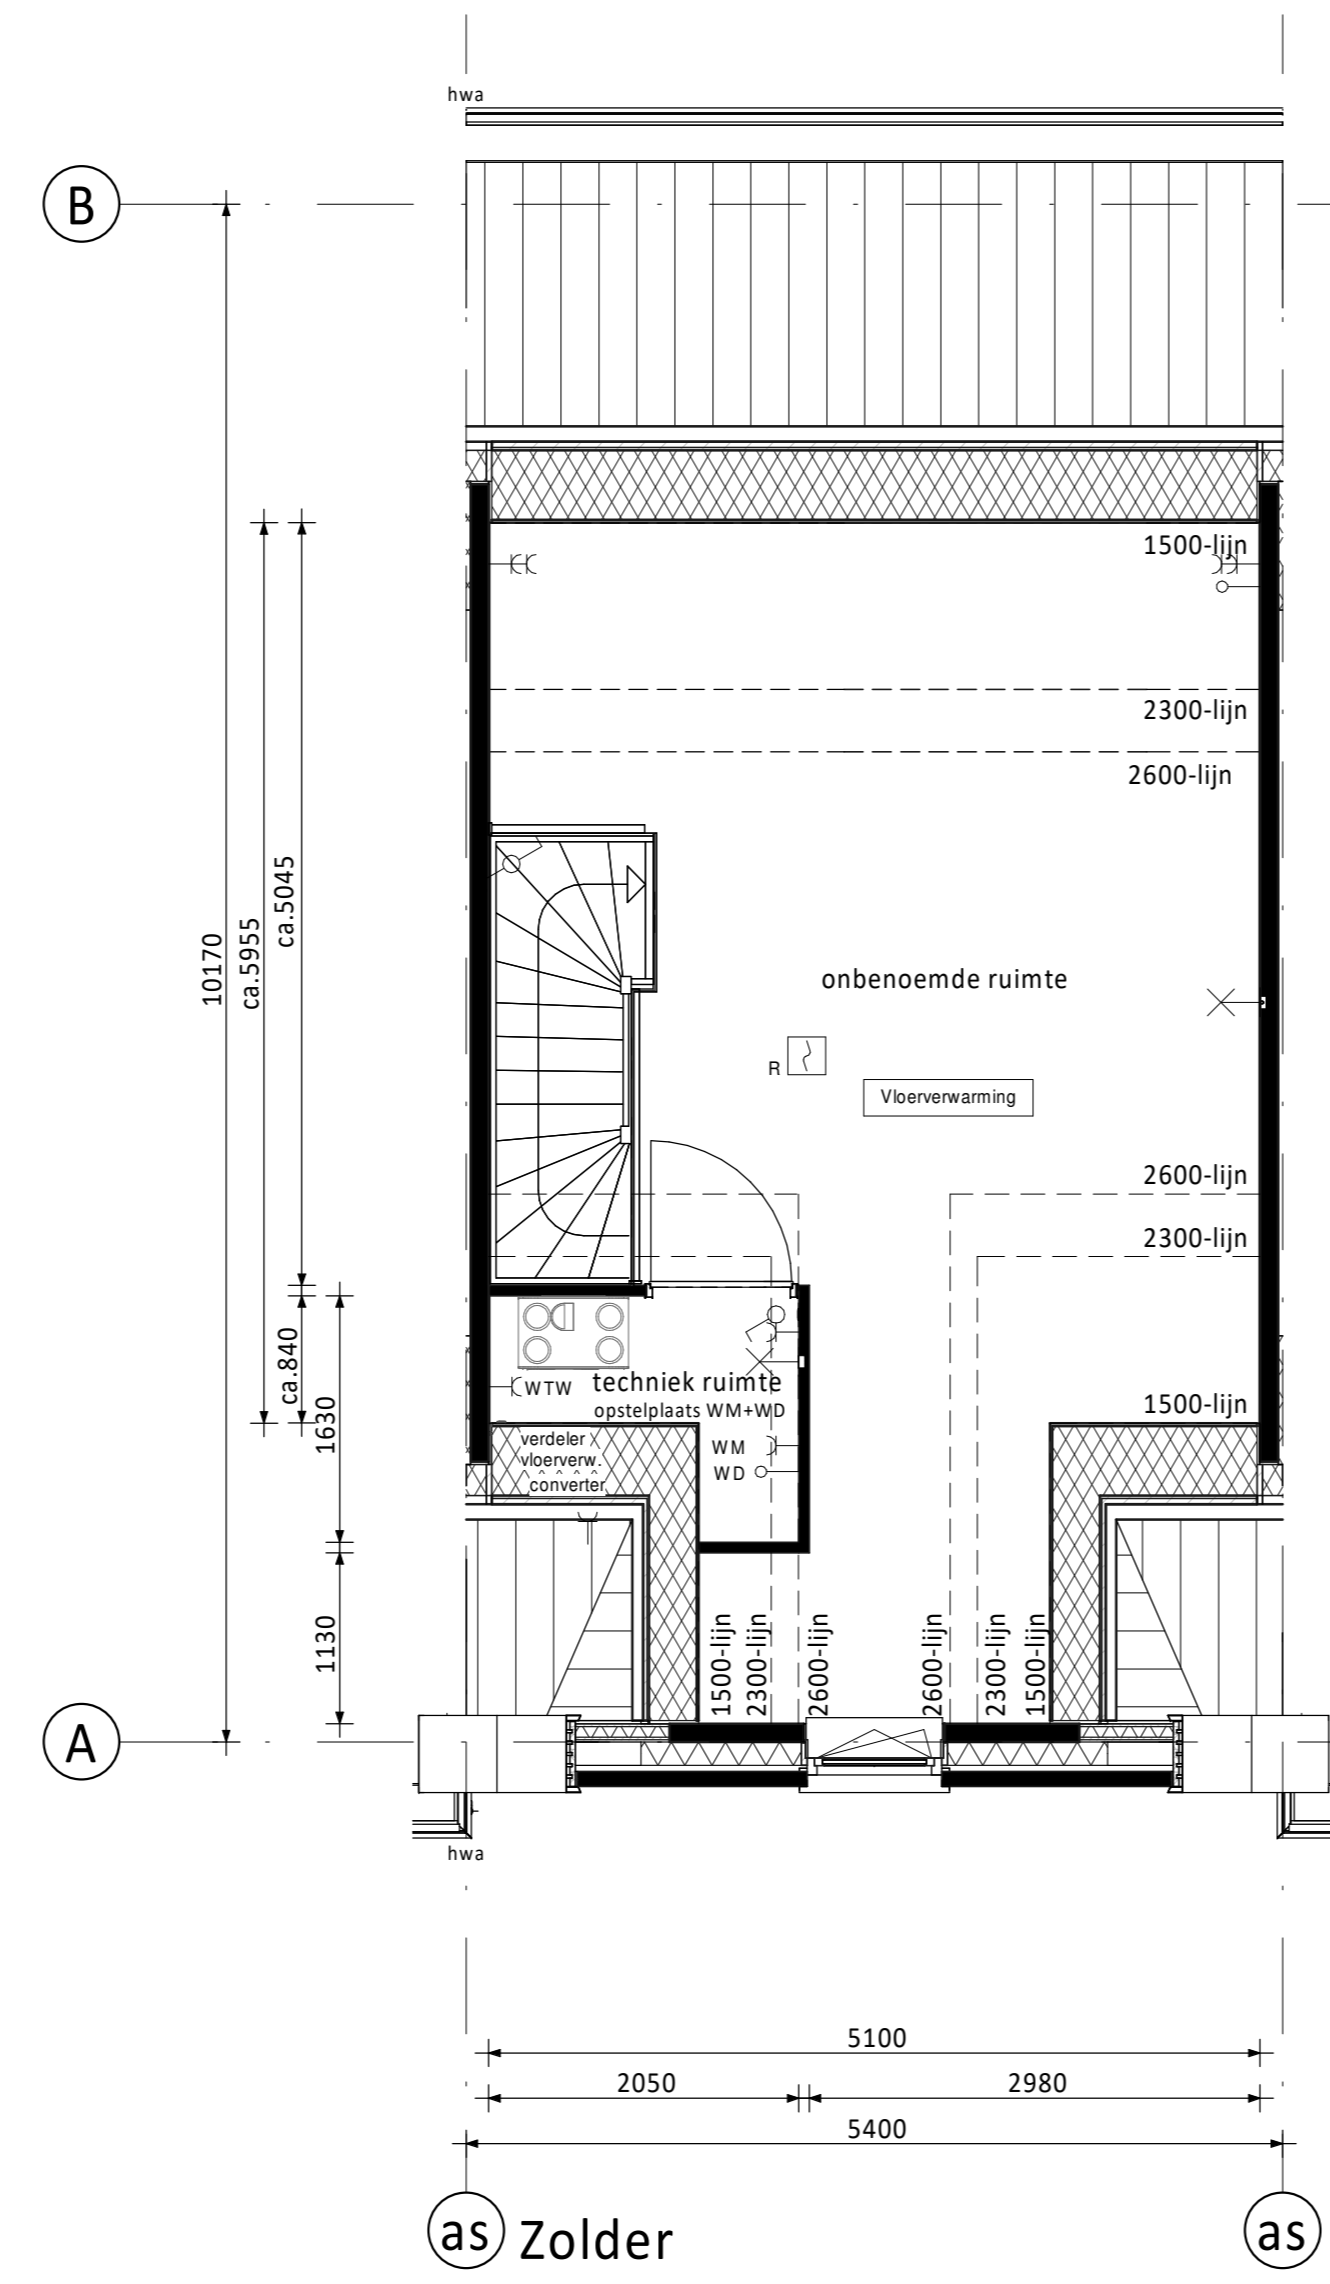 hwa
B
1500-lijn
2300-lijn
2600-lijn
10170
ca.5955
ca.5045
onbenoemde ruimte
R
Vloerverwarming
2600-lijn
2300-lijn
ca.840
1630
WTW
techniek ruimte
opstelplaats WM+WD
1500-lijn
verdeler
vloerverw.
converter
WM
WD
1130
1500-lijn
2300-lijn
2600-lijn
2600-lijn
2300-lijn
1500-lijn
A
hwa
5100
2050
2980
5400
as
Zolder
as